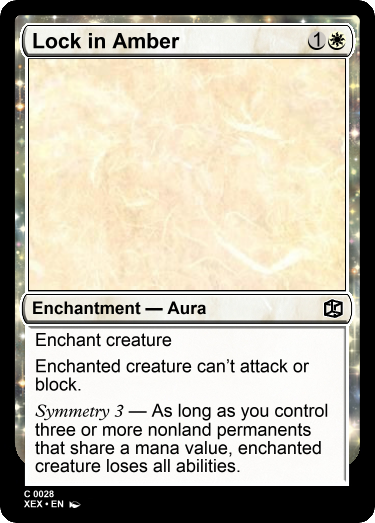 Lock in Amber 1
Enchantment — Aura
Enchant creature
Enchanted creature can't attack or
block.
Symmetry 3 — As long as you control
three or more nonland permanents
that share a mana value, enchanted
creature loses all abilities.
C 0028
XEX • EN